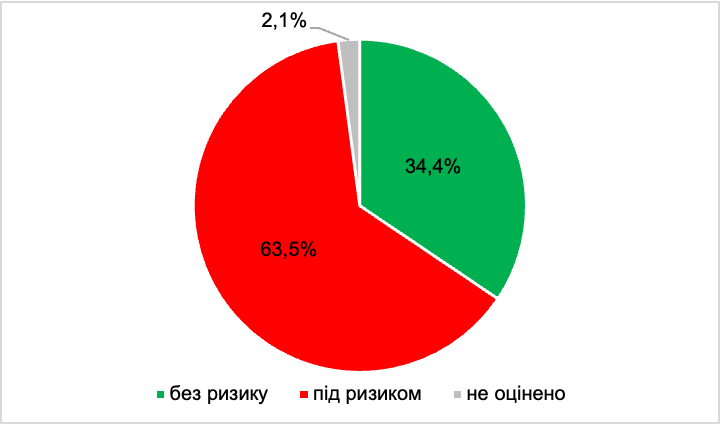 2,1%
34,4%
63,5%
без ризику під ризиком не оцінено